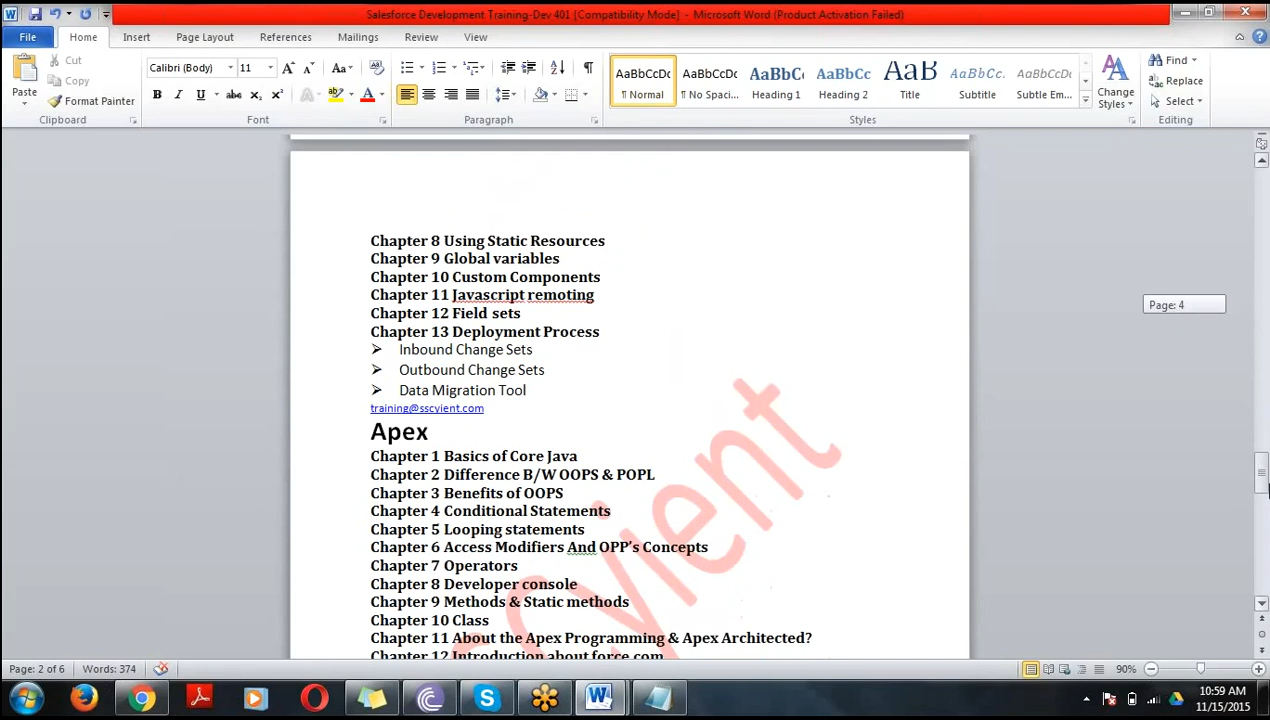 Salesforce Development Training-Dev 401 [Compatibility Mode] - Microsoft Word (Product Activation Failed)
File Home Insert Page Layout References Mailings Review View
Paste
Cut
Copy
Format Painter
Clipboard
Calibri (Body) 11
Font
Paragraph
AaBbCcDc AaBbCcDc AaBbCc AaBbCc AaB AaBbCc. AaBbCcDc
¶ Normal ¶ No Spaci... Heading 1 Heading 2 Title Subtitle Subtle Em...
Styles
Change Styles
Find
Replace
Select
Editing
Chapter 8 Using Static Resources
Chapter 9 Global variables
Chapter 10 Custom Components
Chapter 11 Javascript remoting
Chapter 12 Field sets
Chapter 13 Deployment Process
Inbound Change Sets
Outbound Change Sets
Data Migration Tool
training@sscyient.com
Apex
Chapter 1 Basics of Core Java
Chapter 2 Difference B/W OOPS & POPL
Chapter 3 Benefits of OOPS
Chapter 4 Conditional Statements
Chapter 5 Looping statements
Chapter 6 Access Modifiers And OPP's Concepts
Chapter 7 Operators
Chapter 8 Developer console
Chapter 9 Methods & Static methods
Chapter 10 Class
Chapter 11 About the Apex Programming & Apex Architected?
Chapter 12 Introduction about force.com
Page: 4
Page: 2 of 6 Words: 374
90%
10:59 AM
11/15/2015